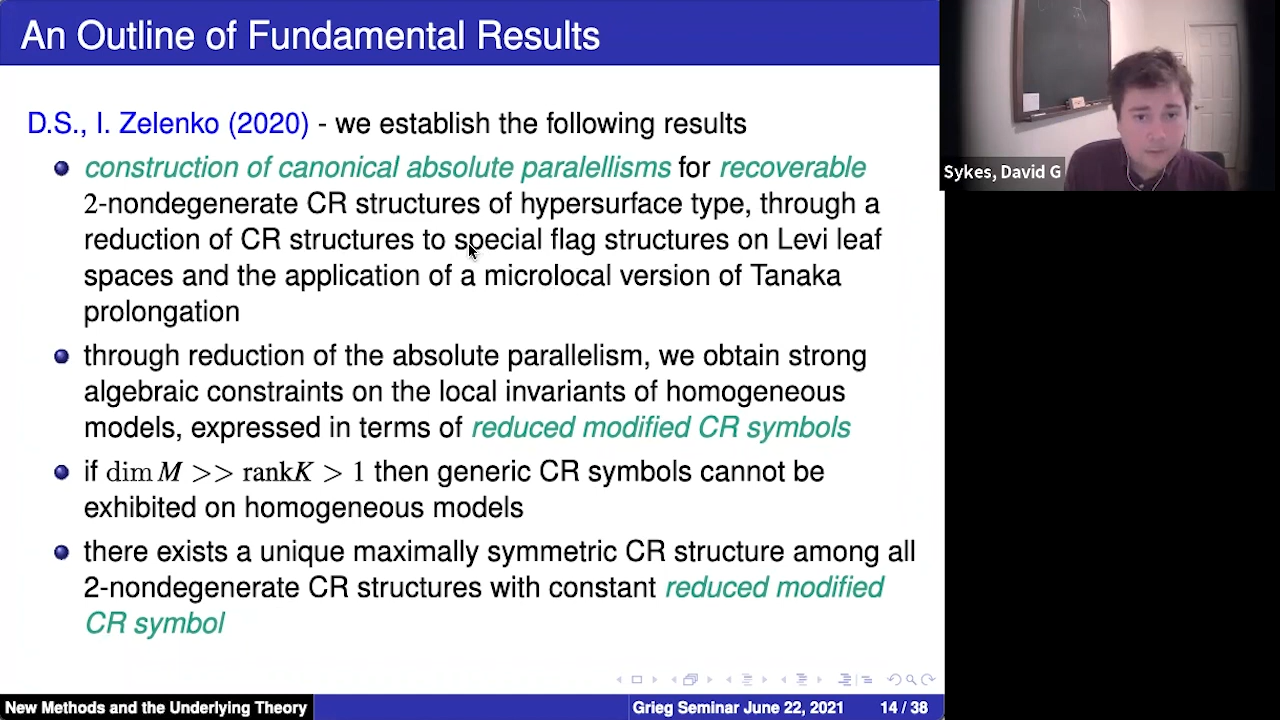 An Outline of Fundamental Results
D.S., I. Zelenko (2020) - we establish the following results
construction of canonical absolute paralellisms for recoverable
2-nondegenerate CR structures of hypersurface type, through a
reduction of CR structures to special flag structures on Levi leaf
spaces and the application of a microlocal version of Tanaka
prolongation
through reduction of the absolute parallelism, we obtain strong
algebraic constraints on the local invariants of homogeneous
models, expressed in terms of reduced modified CR symbols
if dim M >> rankK > 1 then generic CR symbols cannot be
exhibited on homogeneous models
there exists a unique maximally symmetric CR structure among all
2-nondegenerate CR structures with constant reduced modified
CR symbol
New Methods and the Underlying Theory
Grieg Seminar June 22, 2021
14 / 38
Sykes, David G